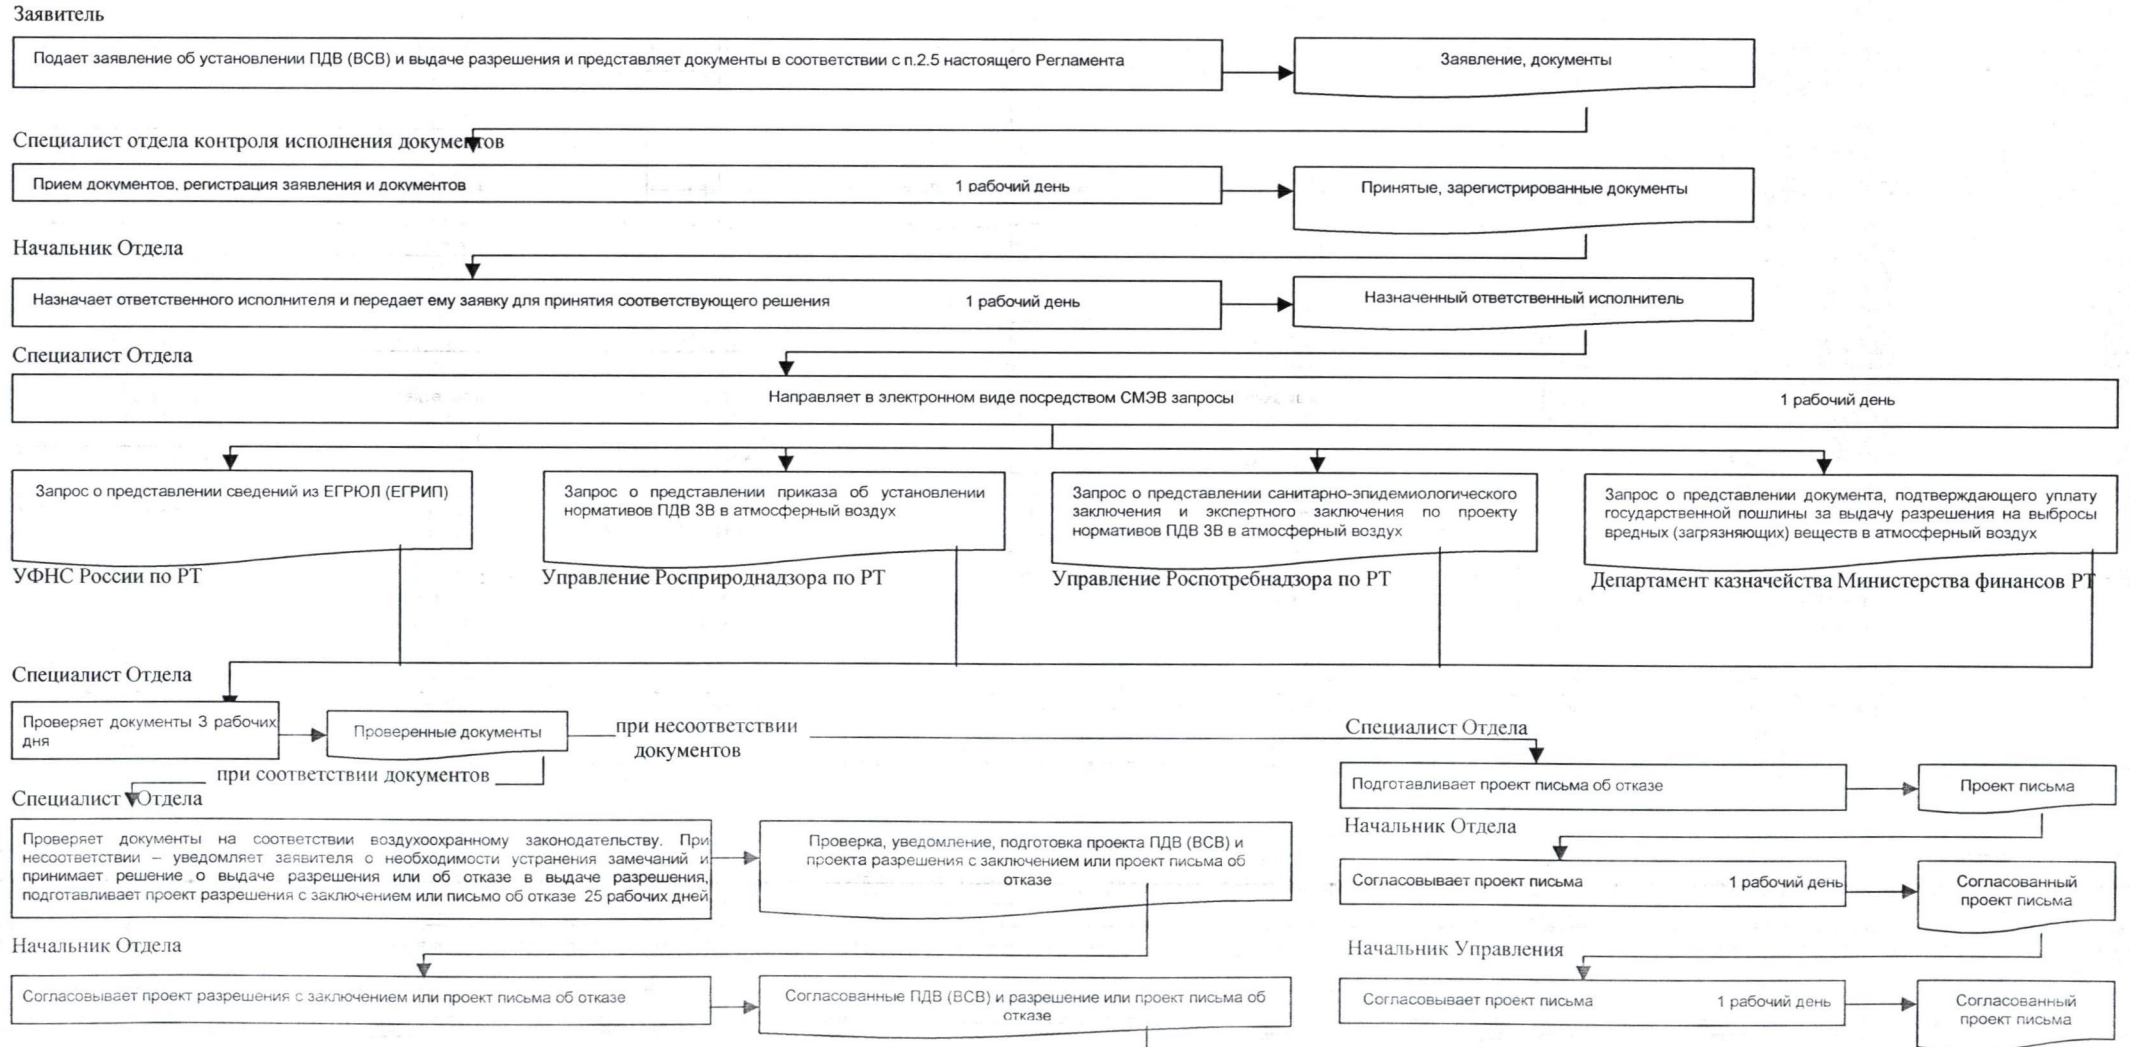 Заявитель
Подает заявление об установлении ПДВ (ВСВ) и выдаче разрешения и представляет документы в соответствии с п.2.5 настоящего Регламента
Заявление, документы
Специалист отдела контроля исполнения документов
Прием документов, регистрация заявления и документов 1 рабочий день
Принятые, зарегистрированные документы
Начальник Отдела
Назначает ответственного исполнителя и передает ему заявку для принятия соответствующего решения 1 рабочий день
Назначенный ответственный исполнитель
Специалист Отдела
Направляет в электронном виде посредством СМЭВ запросы 1 рабочий день
Запрос о представлении сведений из ЕГРЮЛ (ЕГРИП)
Запрос о представлении приказа об установлении
нормативов ПДВ ЗВ в атмосферный воздух
Запрос о представлении санитарно-эпидемиологического
заключения и экспертного заключения по проекту
нормативов ПДВ ЗВ в атмосферный воздух
Запрос о представлении документа, подтверждающего уплату
государственной пошлины за выдачу разрешения на выбросы
вредных (загрязняющих) веществ в атмосферный воздух
УФНС России по РТ
Управление Росприроднадзора по РТ
Управление Роспотребнадзора по РТ
Департамент казначейства Министерства финансов РТ
Специалист Отдела
Проверяет документы 3 рабочих
дня
Проверенные документы
при несоответствии
документов
при соответствии документов
Специалист Отдела
Подготавливает проект письма об отказе
Проект письма
Специалист Отдела
Проверяет документы на соответствии воздухоохранному законодательству. При
несоответствии – уведомляет заявителя о необходимости устранения замечаний и
принимает решение о выдаче разрешения или об отказе в выдаче разрешения,
подготавливает проект разрешения с заключением или письмо об отказе 25 рабочих дней
Проверка, уведомление, подготовка проекта ПДВ (ВСВ) и
проекта разрешения с заключением или проект письма об
отказе
Начальник Отдела
Согласовывает проект письма 1 рабочий день
Согласованный
проект письма
Начальник Отдела
Согласовывает проект разрешения с заключением или проект письма об отказе
Согласованные ПДВ (ВСВ) и разрешение или проект письма об
отказе
Начальник Управления
Согласовывает проект письма 1 рабочий день
Согласованный
проект письма